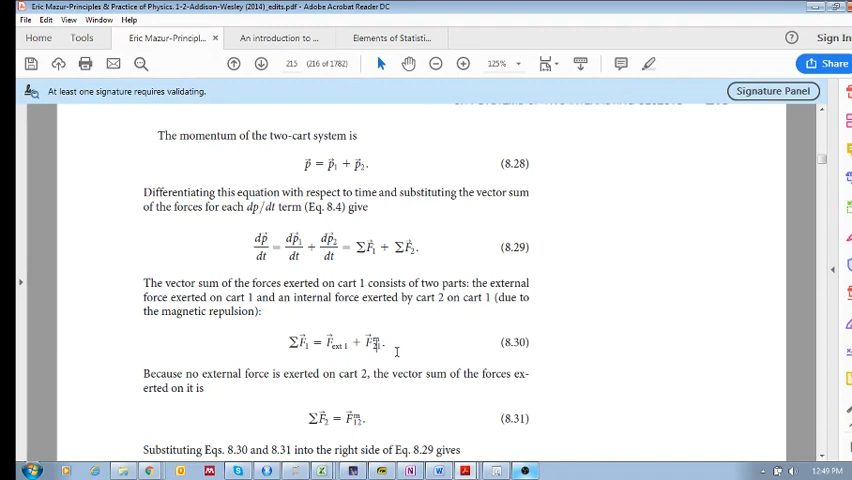 Eric Mazur-Principles & Practice of Physics. 1-2-Addison-Wesley (2014)_edits.pdf - Adobe Acrobat Reader DC
File Edit View Window Help
Home Tools Eric Mazur-Principl... × An introduction to ... Elements of Statisti... Sign In
215 (216 of 1782) 125% Share
At least one signature requires validating. Signature Panel
The momentum of the two-cart system is
p⃗ = p⃗₁ + p⃗₂. (8.28)
Differentiating this equation with respect to time and substituting the vector sum
of the forces for each dp/dt term (Eq. 8.4) give
dp⃗/dt = dp⃗₁/dt + dp⃗₂/dt = ΣF⃗₁ + ΣF⃗₂. (8.29)
The vector sum of the forces exerted on cart 1 consists of two parts: the external
force exerted on cart 1 and an internal force exerted by cart 2 on cart 1 (due to
the magnetic repulsion):
ΣF⃗₁ = F⃗ext 1 + F⃗ᵐ₂₁. (8.30)
Because no external force is exerted on cart 2, the vector sum of the forces ex-
erted on it is
ΣF⃗₂ = F⃗ᵐ₁₂. (8.31)
Substituting Eqs. 8.30 and 8.31 into the right side of Eq. 8.29 gives
12:49 PM